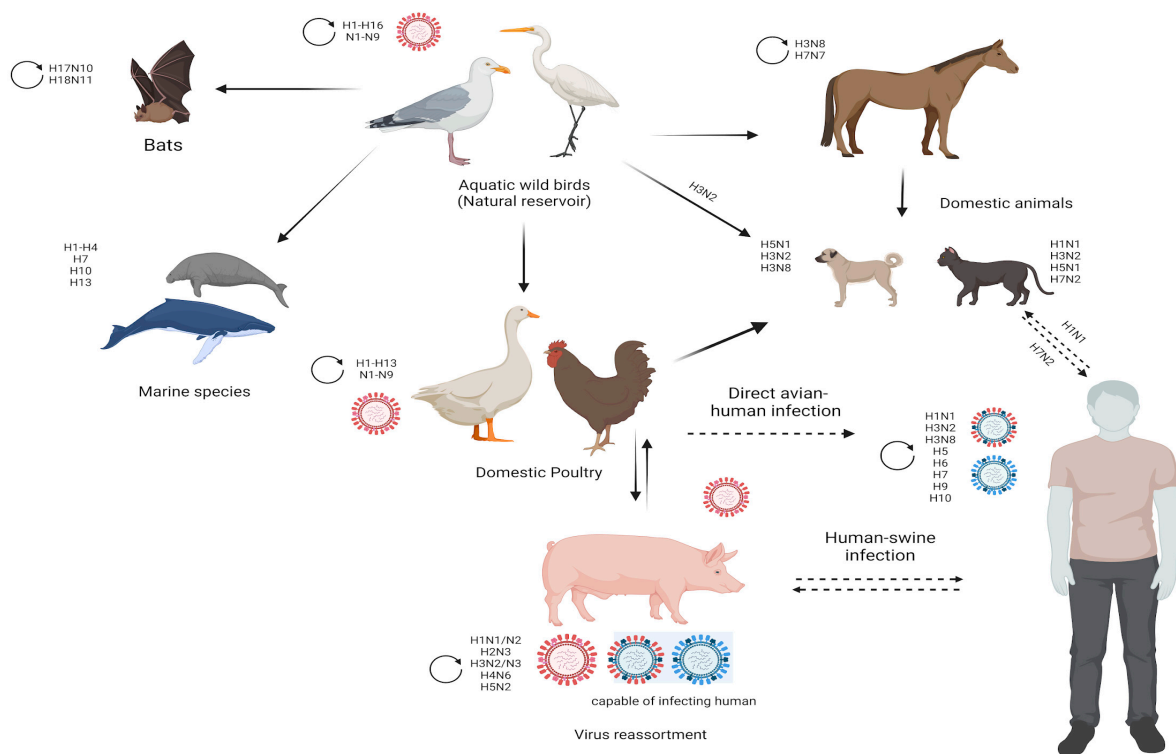 H1-H16
N1-N9
H3N8
H7N7
H17N10
H18N11
Bats
Aquatic wild birds
(Natural reservoir)
H3N2
Domestic animals
H1-H4
H7
H10
H13
H5N1
H3N2
H3N8
H1N1
H3N2
H5N1
H7N2
Marine species
H1N1
H7N2
H1-H13
N1-N9
Domestic Poultry
Direct avian-
human infection
H1N1
H3N2
H3N8
H5
H6
H7
H9
H10
Human-swine
infection
H1N1/N2
H2N3
H3N2/N3
H4N6
H5N2
capable of infecting human
Virus reassortment